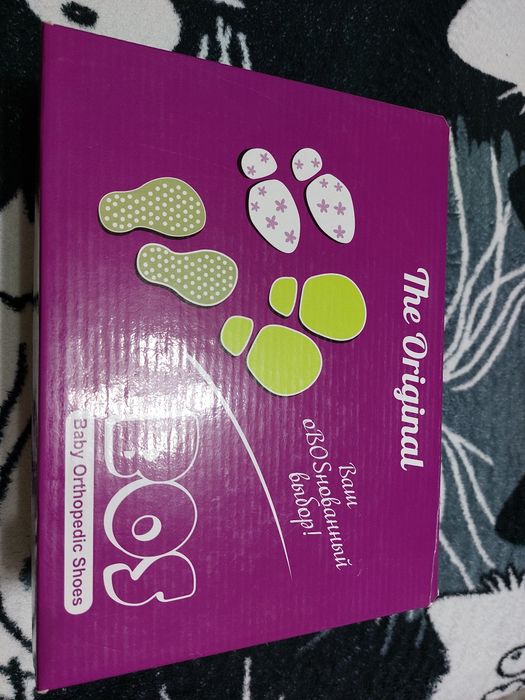 The Original
Ваш
оBOSнованный
выбор!
BOS
Baby Orthopedic Shoes